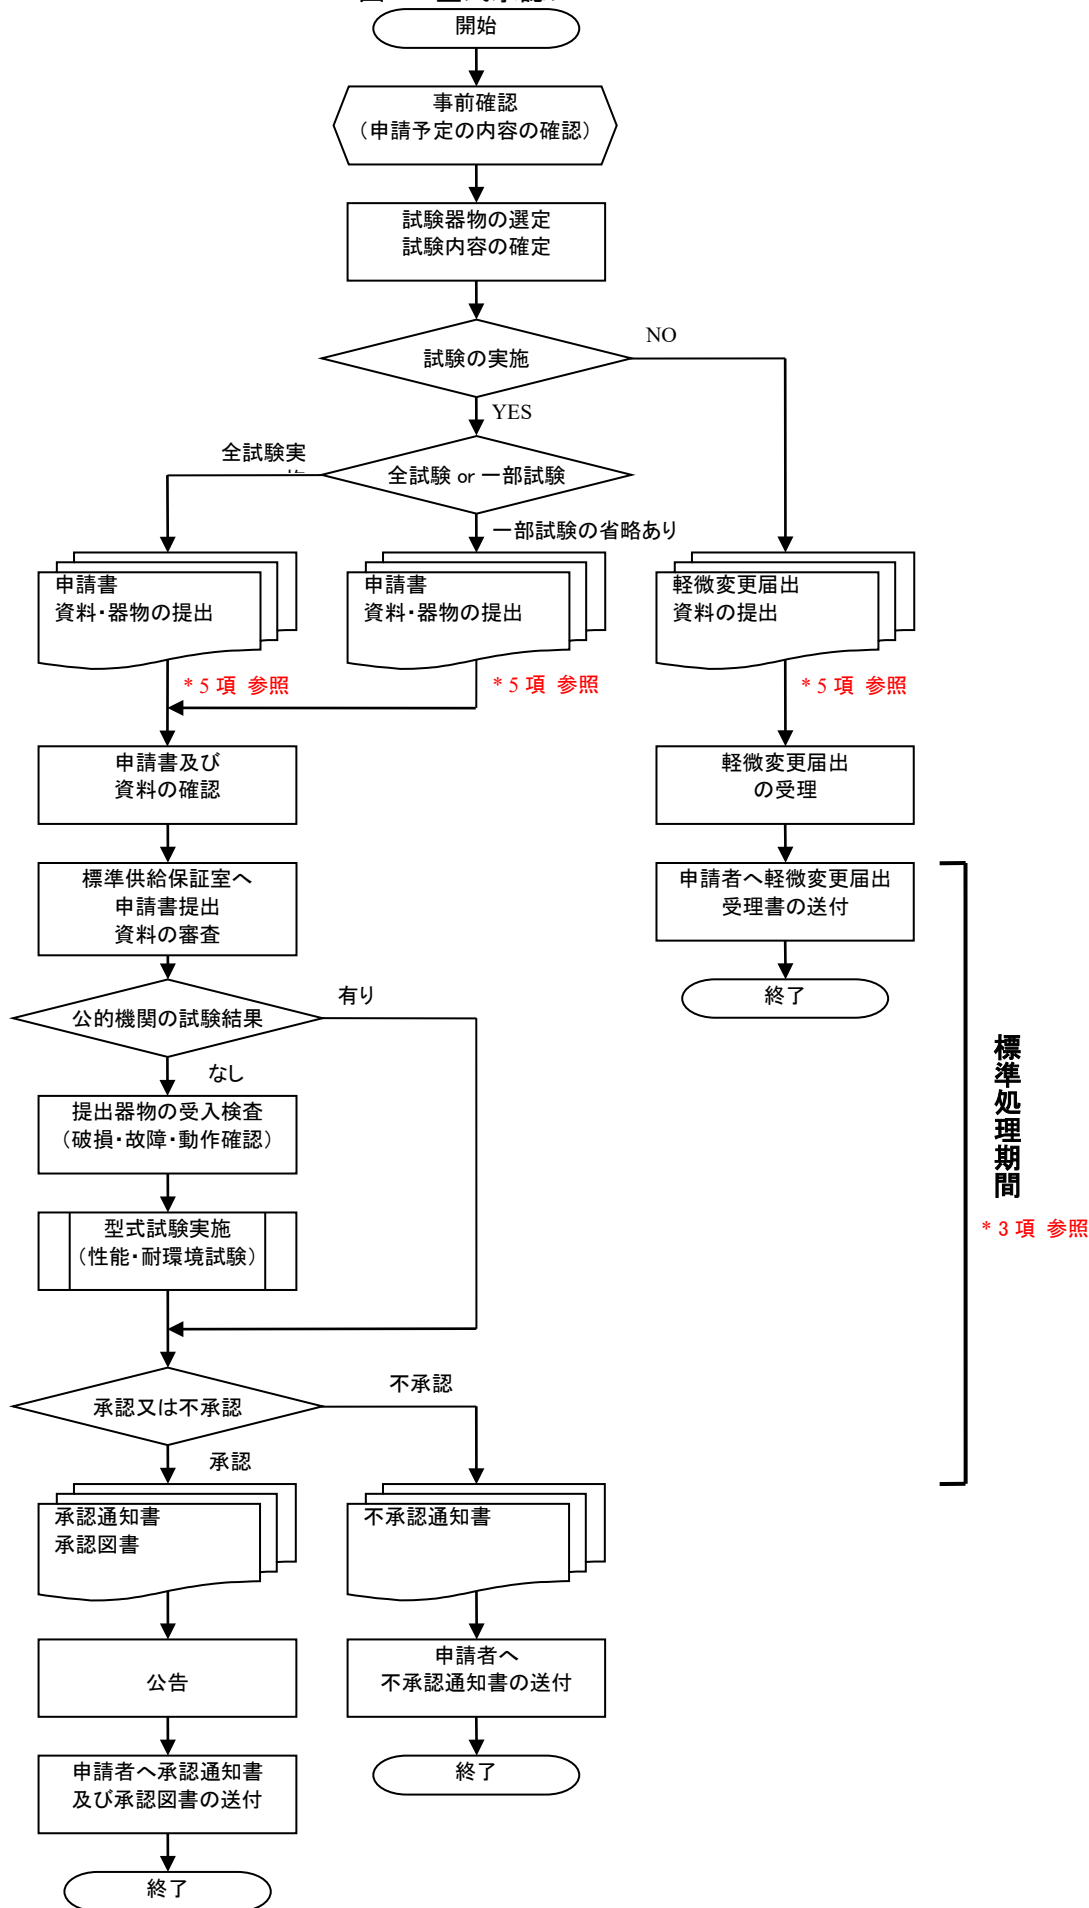 開始
事前確認
（申請予定の内容の確認）
試験器物の選定
試験内容の確定
試験の実施
NO
YES
全試験実
全試験 or 一部試験
一部試験の省略あり
申請書
資料・器物の提出
申請書
資料・器物の提出
軽微変更届出
資料の提出
* 5 項 参照
* 5 項 参照
* 5 項 参照
申請書及び
資料の確認
軽微変更届出
の受理
標準供給保証室へ
申請書提出
資料の審査
申請者へ軽微変更届出
受理書の送付
終了
公的機関の試験結果
有り
なし
提出器物の受入検査
（破損・故障・動作確認）
標準処理期間
* 3 項 参照
型式試験実施
（性能・耐環境試験）
承認又は不承認
不承認
承認
承認通知書
承認図書
不承認通知書
公告
申請者へ
不承認通知書の送付
申請者へ承認通知書
及び承認図書の送付
終了
終了